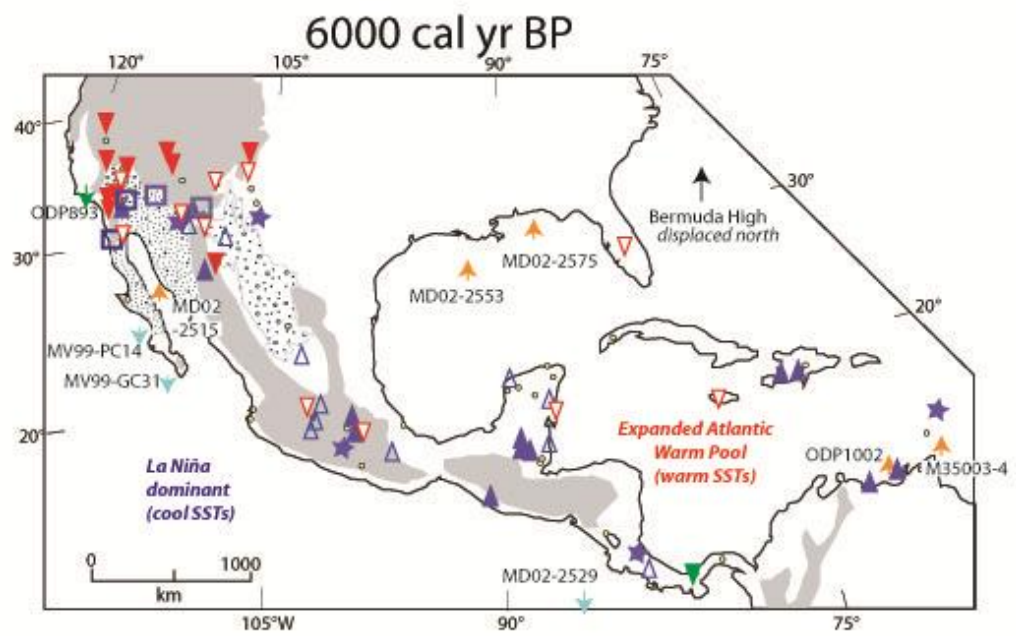 6000 cal yr BP
120°
105°
90°
75°
40°
30°
ODP893
Bermuda High
displaced north
30°
MD02-2575
MD02-2553
MD02
-2515
20°
MV99-PC14
MV99-GC31
20°
Expanded Atlantic
Warm Pool
(warm SSTs)
ODP1002
M35003-4
La Niña
dominant
(cool SSTs)
0
1000
km
MD02-2529
105°W
90°
75°